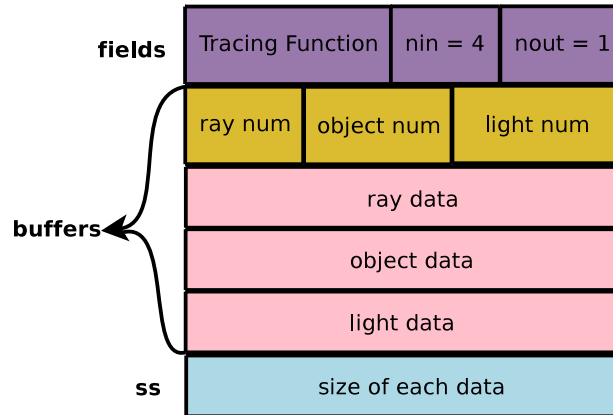 fields
Tracing Function
nin = 4
nout = 1
ray num
object num
light num
buffers
ray data
object data
light data
ss
size of each data